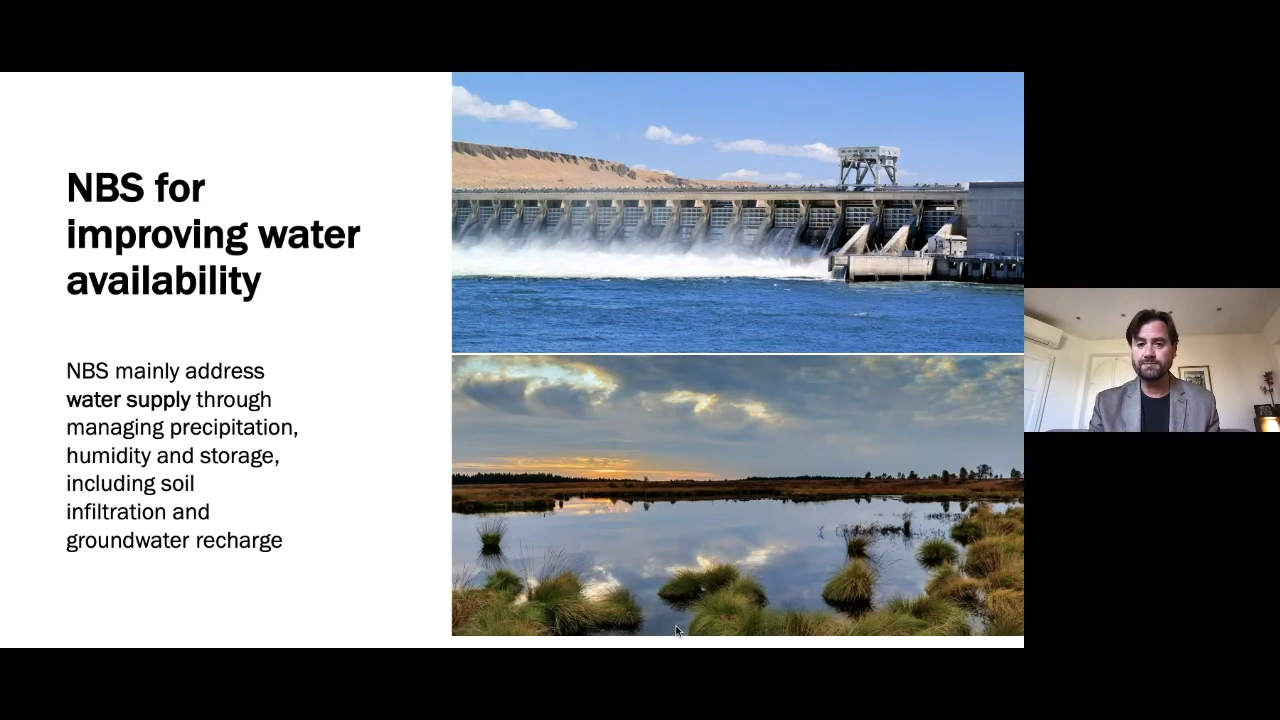 NBS for
improving water
availability
NBS mainly address
water supply through
managing precipitation,
humidity and storage,
including soil
infiltration and
groundwater recharge